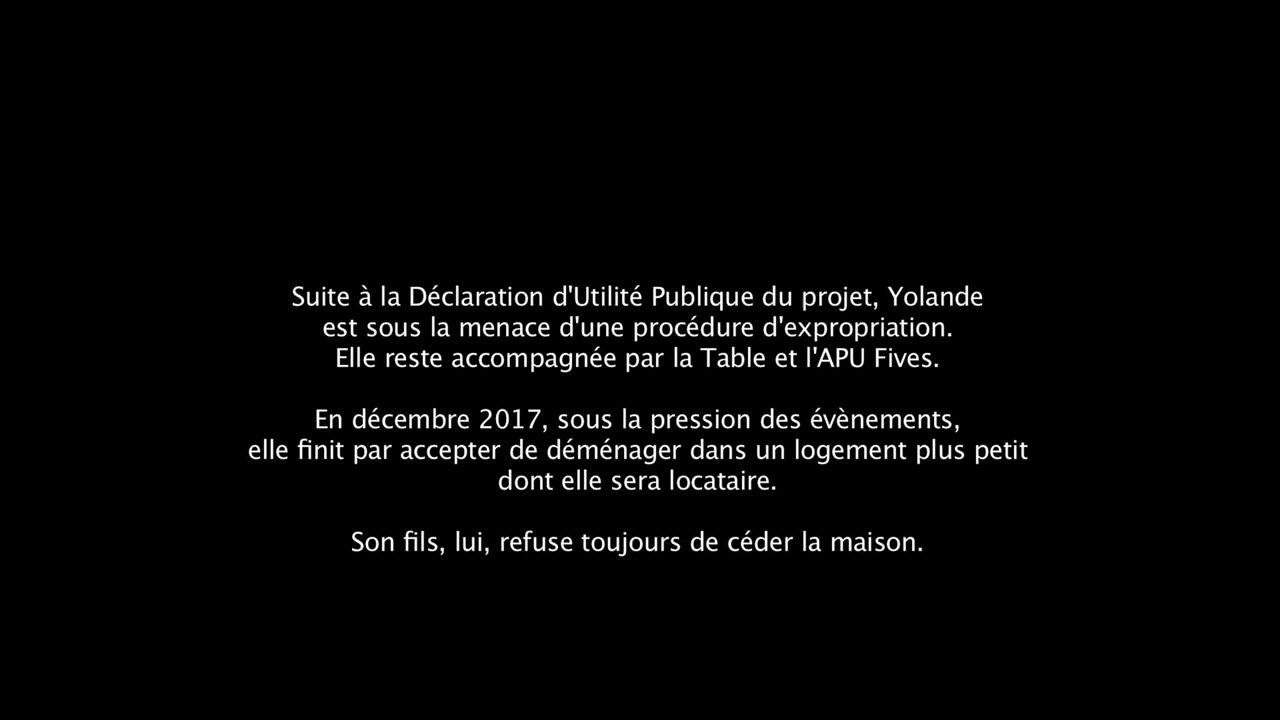 Suite à la Déclaration d'Utilité Publique du projet, Yolande
est sous la menace d'une procédure d'expropriation.
Elle reste accompagnée par la Table et l'APU Fives.
En décembre 2017, sous la pression des évènements,
elle finit par accepter de déménager dans un logement plus petit
dont elle sera locataire.
Son fils, lui, refuse toujours de céder la maison.